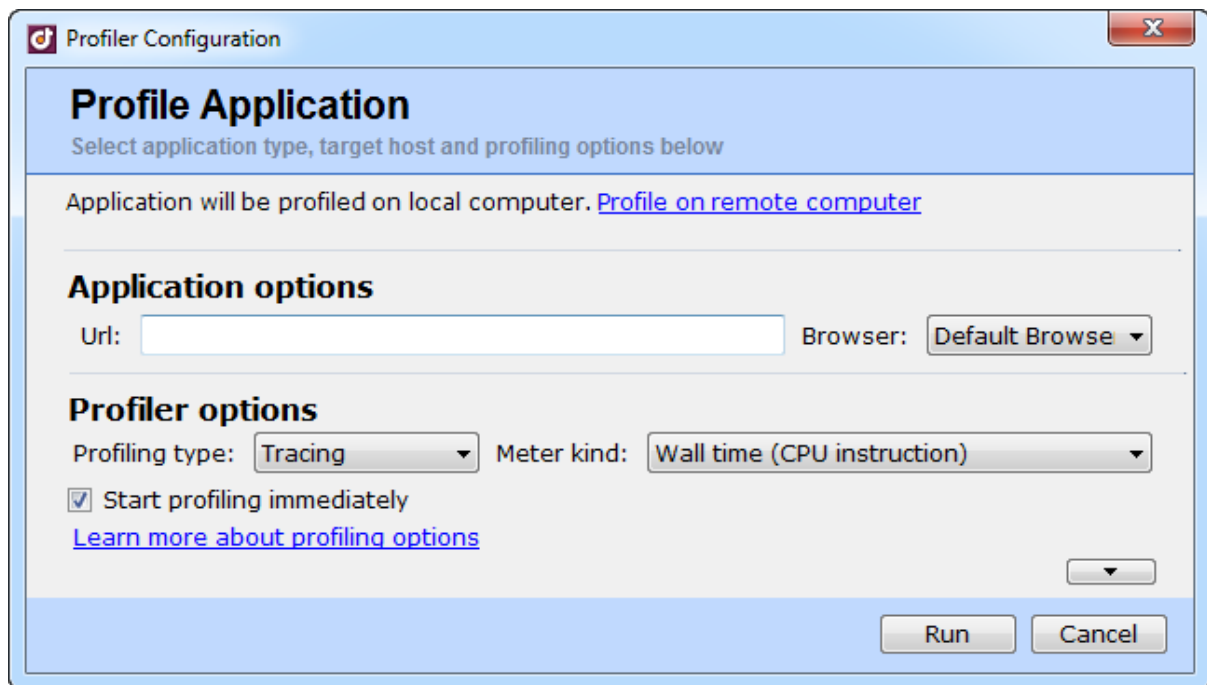 Profiler Configuration
Profile Application
Select application type, target host and profiling options below
Application will be profiled on local computer. Profile on remote computer
Application options
Url: Browser: Default Browse
Profiler options
Profiling type: Tracing Meter kind: Wall time (CPU instruction)
Start profiling immediately
Learn more about profiling options
Run Cancel